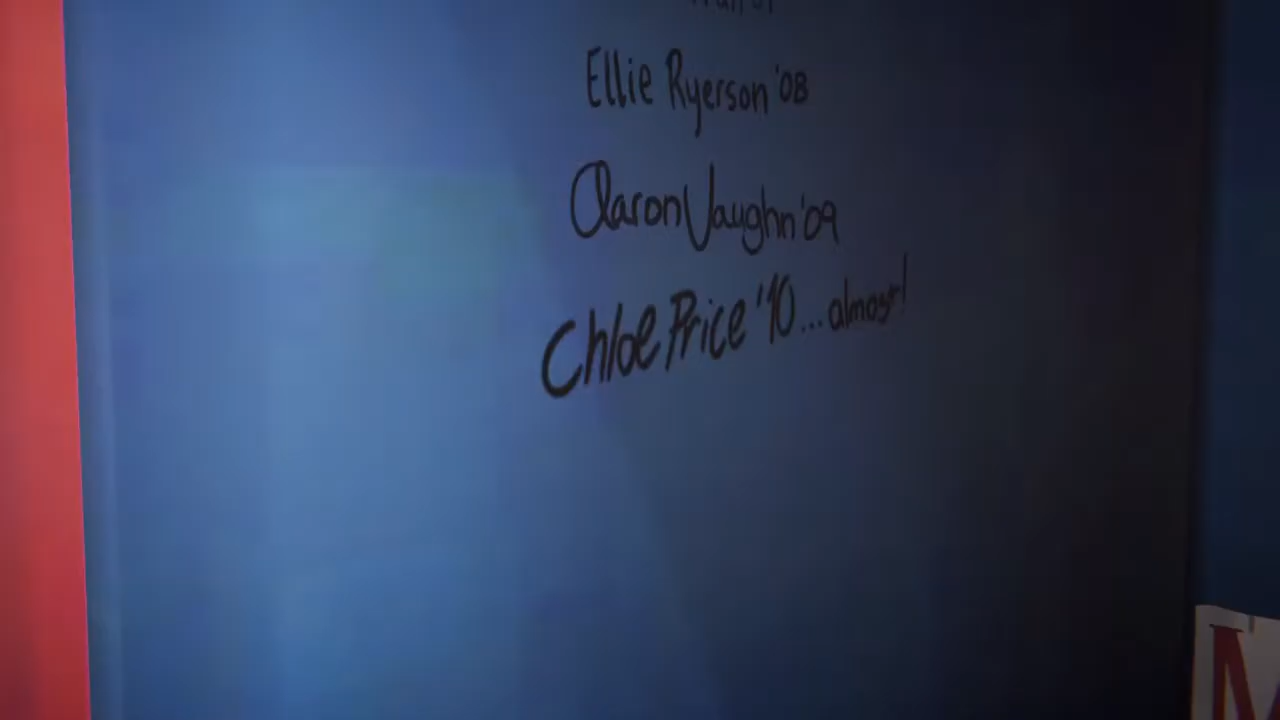 Ellie Ryerson '08
Aaron Vaughn '09
Chloe Price '10...almost!
M